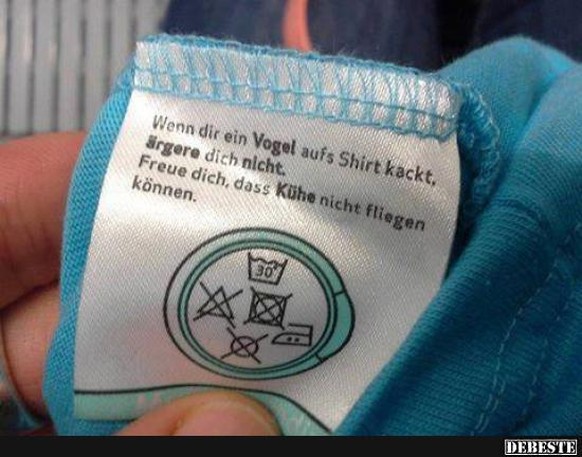 Wenn dir ein Vogel aufs Shirt kackt,
ärgere dich nicht.
Freue dich, dass Kühe nicht fliegen
können.
30°
DEBESTE